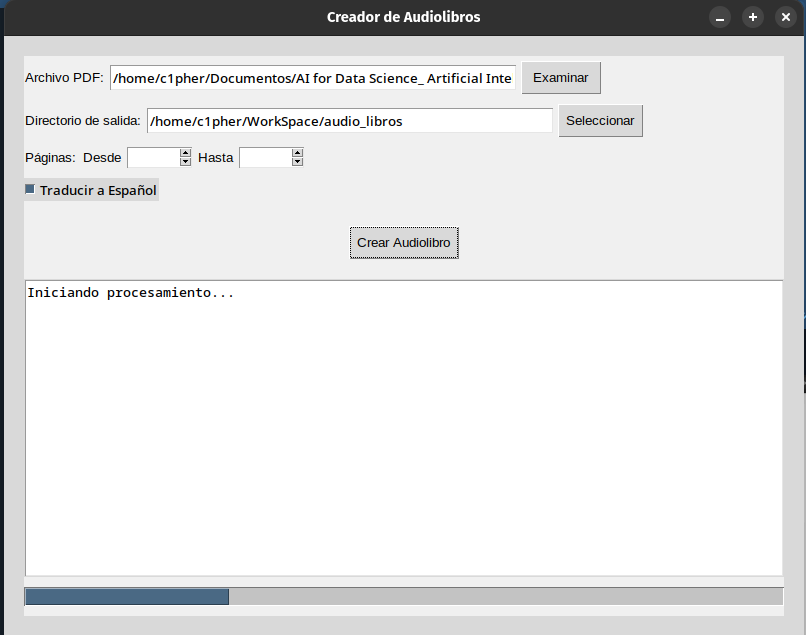 Creador de Audiolibros
Archivo PDF: /home/c1pher/Documentos/AI for Data Science_ Artificial Inte Examinar
Directorio de salida: /home/c1pher/WorkSpace/audio_libros Seleccionar
Páginas: Desde Hasta
Traducir a Español
Crear Audiolibro
Iniciando procesamiento...